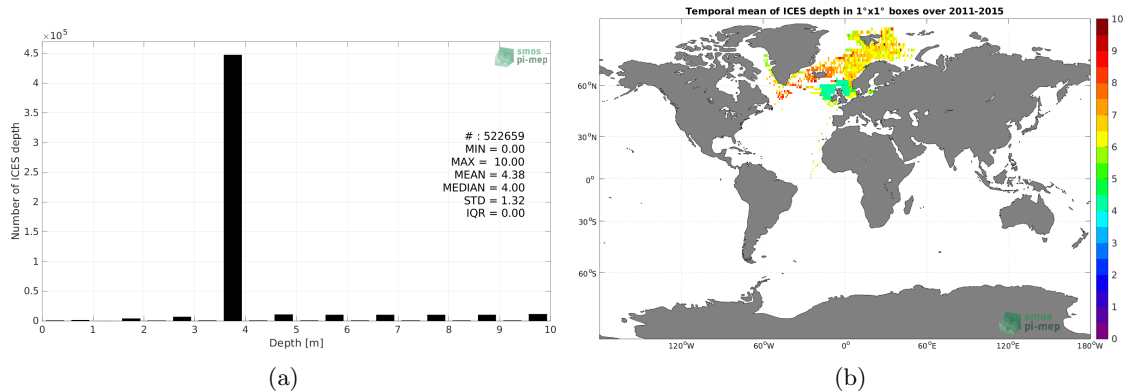 ×10⁵
smos
pi-mep
4.5
4
3.5
3
2.5
2
1.5
1
0.5
0
# : 522659
MIN = 0.00
MAX = 10.00
MEAN = 4.38
MEDIAN = 4.00
STD = 1.32
IQR = 0.00
Number of ICES depth
0 1 2 3 4 5 6 7 8 9 10
Depth [m]
(a)
Temporal mean of ICES depth in 1°x1° boxes over 2011-2015
60°N
30°N
0°
30°S
60°S
120°W 60°W 0° 60°E 120°E 180°W
smos
pi-mep
10
9
8
7
6
5
4
3
2
1
0
(b)